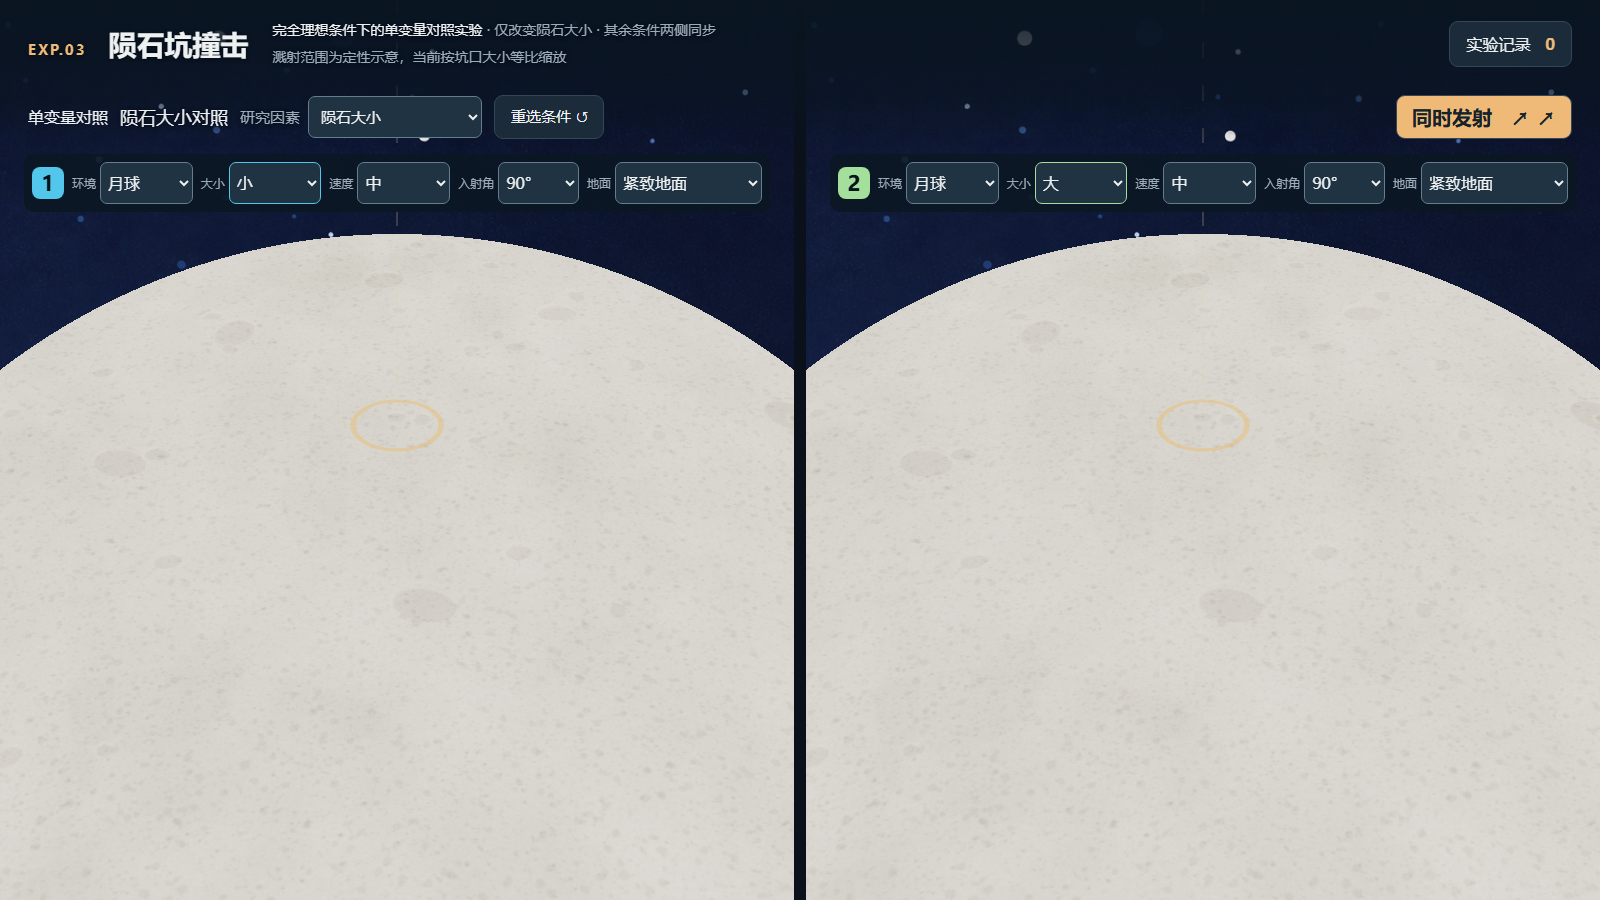 EXP.03 陨石坑撞击
完全理想条件下的单变量对照实验 · 仅改变陨石大小 · 其余条件两侧同步
溅射范围为定性示意，当前按坑口大小等比缩放
实验记录 0
单变量对照 陨石大小对照 研究因素 陨石大小 重选条件 ↺
同时发射 ↗ ↗
1 环境 月球 大小 小 速度 中 入射角 90° 地面 紧致地面
2 环境 月球 大小 大 速度 中 入射角 90° 地面 紧致地面